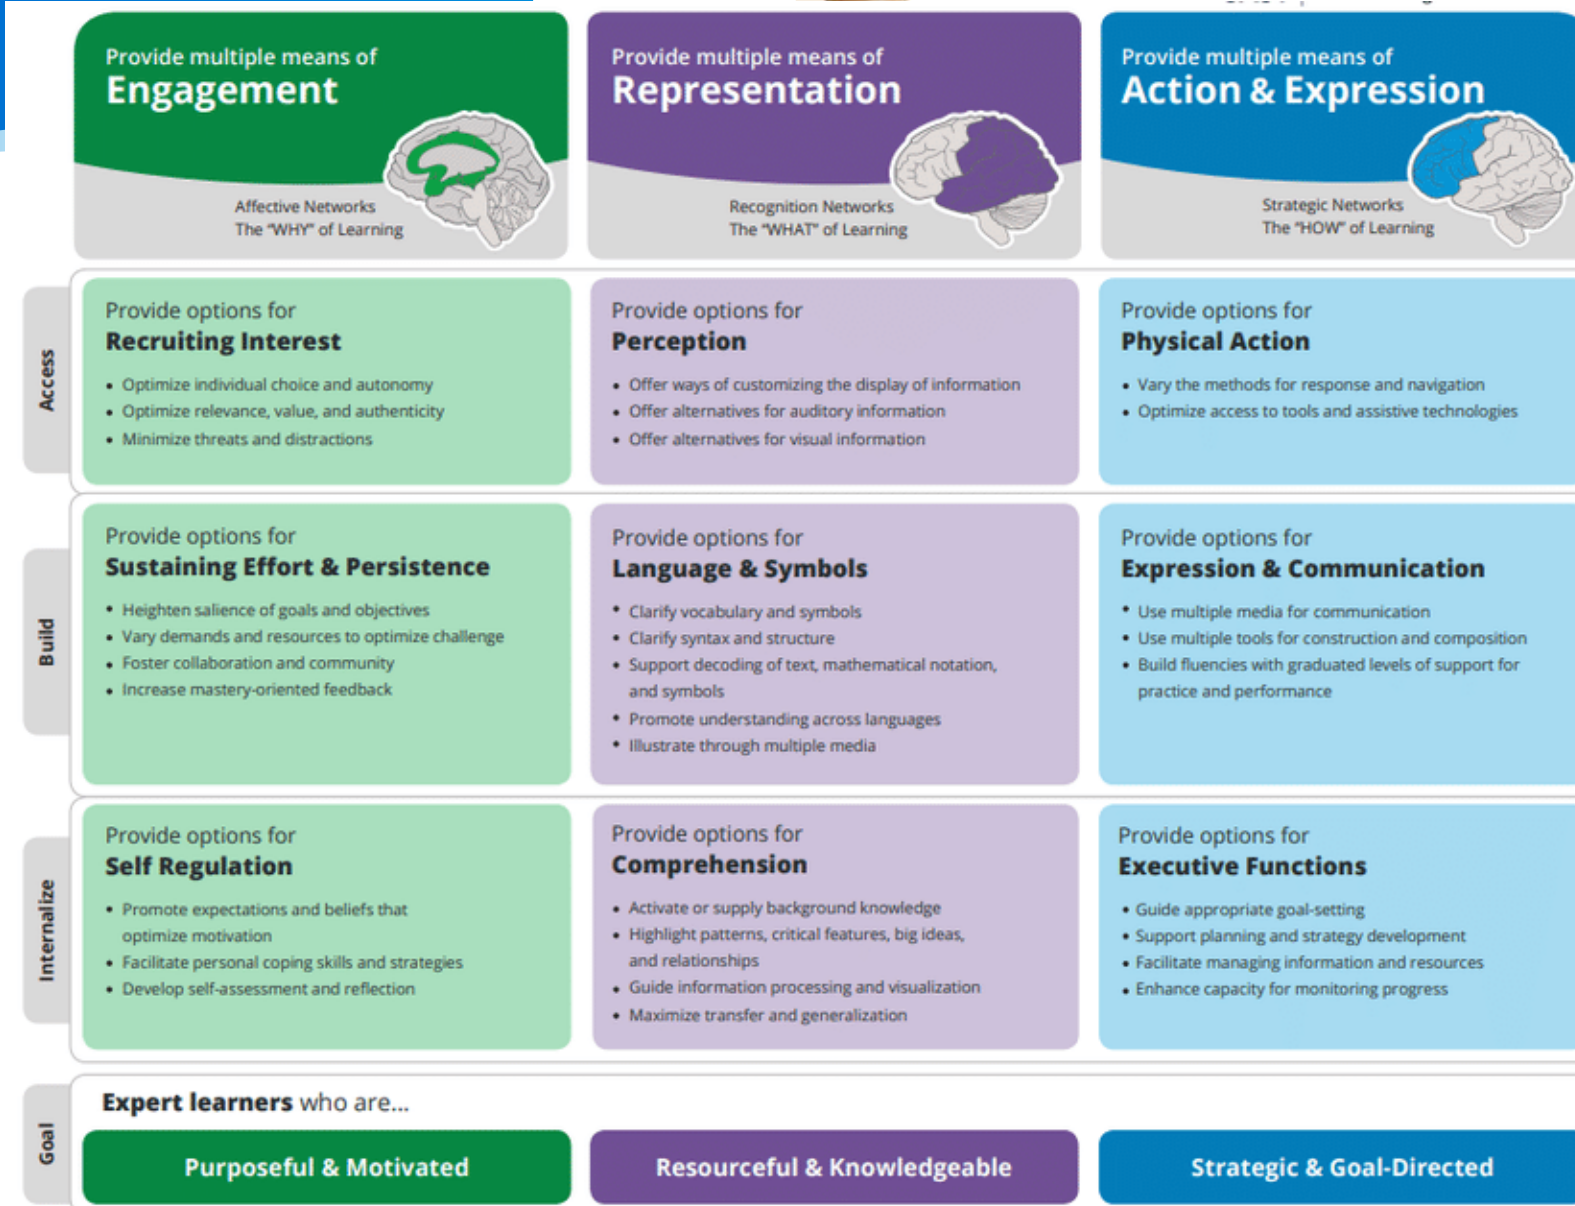 Provide multiple means of
Engagement
Affective Networks
The “WHY” of Learning
Provide multiple means of
Representation
Recognition Networks
The “WHAT” of Learning
Provide multiple means of
Action & Expression
Strategic Networks
The “HOW” of Learning
Access
Provide options for
Recruiting Interest
• Optimize individual choice and autonomy
• Optimize relevance, value, and authenticity
• Minimize threats and distractions
Provide options for
Perception
• Offer ways of customizing the display of information
• Offer alternatives for auditory information
• Offer alternatives for visual information
Provide options for
Physical Action
• Vary the methods for response and navigation
• Optimize access to tools and assistive technologies
Build
Provide options for
Sustaining Effort & Persistence
• Heighten salience of goals and objectives
• Vary demands and resources to optimize challenge
• Foster collaboration and community
• Increase mastery-oriented feedback
Provide options for
Language & Symbols
• Clarify vocabulary and symbols
• Clarify syntax and structure
• Support decoding of text, mathematical notation,
and symbols
• Promote understanding across languages
• Illustrate through multiple media
Provide options for
Expression & Communication
• Use multiple media for communication
• Use multiple tools for construction and composition
• Build fluencies with graduated levels of support for
practice and performance
Internalize
Provide options for
Self Regulation
• Promote expectations and beliefs that
optimize motivation
• Facilitate personal coping skills and strategies
• Develop self-assessment and reflection
Provide options for
Comprehension
• Activate or supply background knowledge
• Highlight patterns, critical features, big ideas,
and relationships
• Guide information processing and visualization
• Maximize transfer and generalization
Provide options for
Executive Functions
• Guide appropriate goal-setting
• Support planning and strategy development
• Facilitate managing information and resources
• Enhance capacity for monitoring progress
Goal
Expert learners who are...
Purposeful & Motivated
Resourceful & Knowledgeable
Strategic & Goal-Directed